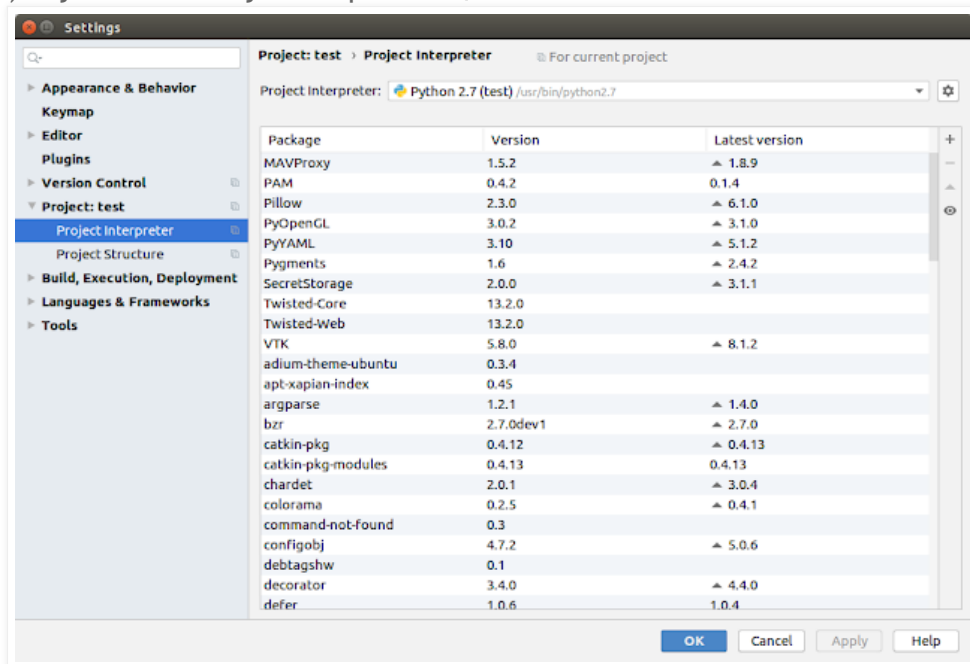 Settings
Project: test › Project Interpreter For current project
Appearance & Behavior
Project Interpreter: Python 2.7 (test) /usr/bin/python2.7
Keymap
Editor
Plugins
Version Control
Project: test
Project Interpreter
Project Structure
Build, Execution, Deployment
Languages & Frameworks
Tools
Package Version Latest version
MAVProxy 1.5.2 1.8.9
PAM 0.4.2 0.1.4
Pillow 2.3.0 6.1.0
PyOpenGL 3.0.2 3.1.0
PyYAML 3.10 5.1.2
Pygments 1.6 2.4.2
SecretStorage 2.0.0 3.1.1
Twisted-Core 13.2.0
Twisted-Web 13.2.0
VTK 5.8.0 8.1.2
adium-theme-ubuntu 0.3.4
apt-xapian-index 0.45
argparse 1.2.1 1.4.0
bzr 2.7.0dev1 2.7.0
catkin-pkg 0.4.12 0.4.13
catkin-pkg-modules 0.4.13 0.4.13
chardet 2.0.1 3.0.4
colorama 0.2.5 0.4.1
command-not-found 0.3
configobj 4.7.2 5.0.6
debtagshw 0.1
decorator 3.4.0 4.4.0
defer 1.0.6 1.0.4
OK Cancel Apply Help